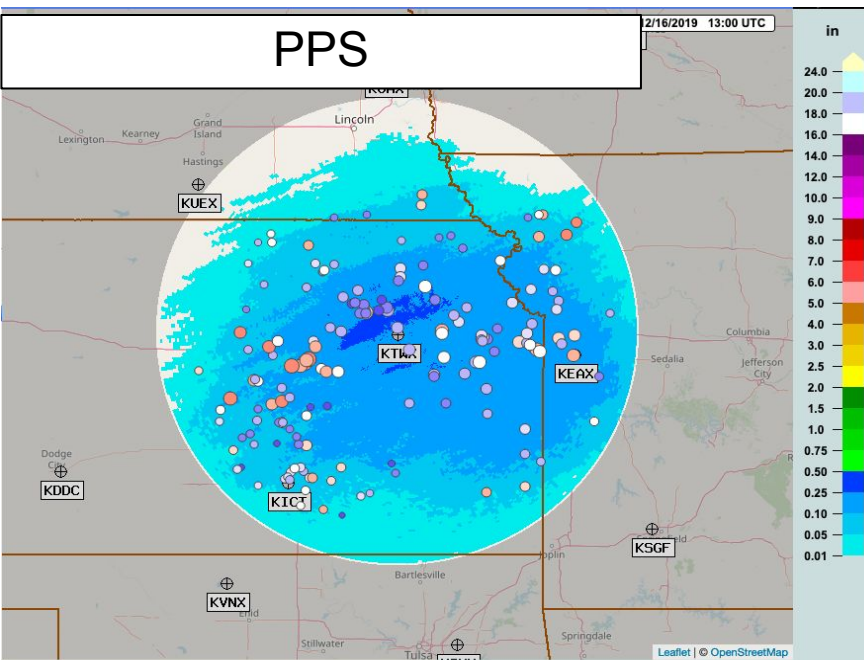 PPS
2/16/2019 13:00 UTC
in
24.0
20.0
18.0
16.0
14.0
12.0
10.0
9.0
8.0
7.0
6.0
5.0
4.0
3.0
2.5
2.0
1.5
1.0
0.75
0.50
0.25
0.10
0.05
0.01
Lincoln
Grand
Island
Kearney
Lexington
Hastings
KUEX
Columbia
KTWX
Sedalia
Jefferson
City
KEAX
Dodge
City
KDDC
KICT
KSGF
Joplin
Bartlesville
KVNX
Enid
Stillwater
Springdale
Tulsa
Leaflet | © OpenStreetMap